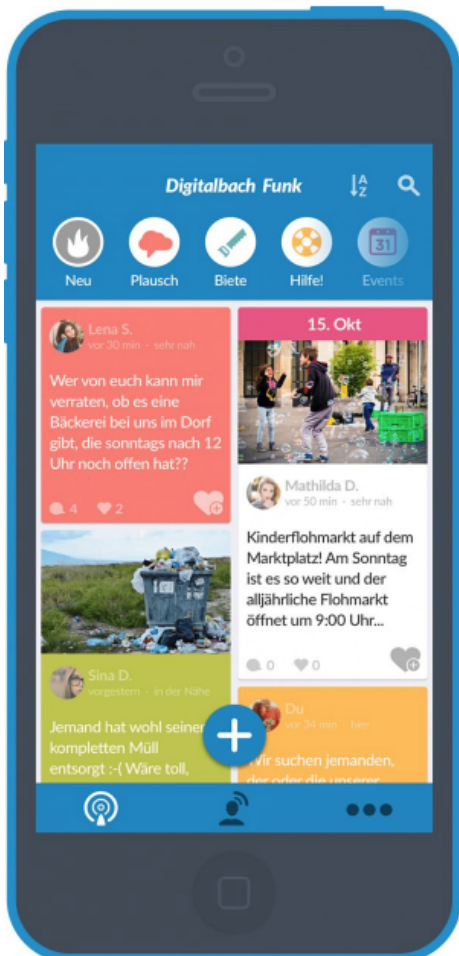 Digitalbach Funk
A
Z
Neu
Plausch
Biete
Hilfe!
31
Events
Lena S.
vor 30 min · sehr nah
Wer von euch kann mir
verraten, ob es eine
Bäckerei bei uns im Dorf
gibt, die sonntags nach 12
Uhr noch offen hat??
4
2
Sina D.
vorgestern · in der Nähe
Jemand hat wohl seinen
kompletten Müll
entsorgt :-( Wäre toll,
15. Okt
Mathilda D.
vor 50 min · sehr nah
Kinderflohmarkt auf dem
Marktplatz! Am Sonntag
ist es so weit und der
alljährliche Flohmarkt
öffnet um 9:00 Uhr...
0
0
Du
vor 34 min · hier
Wir suchen jemanden,
der oder die unserer